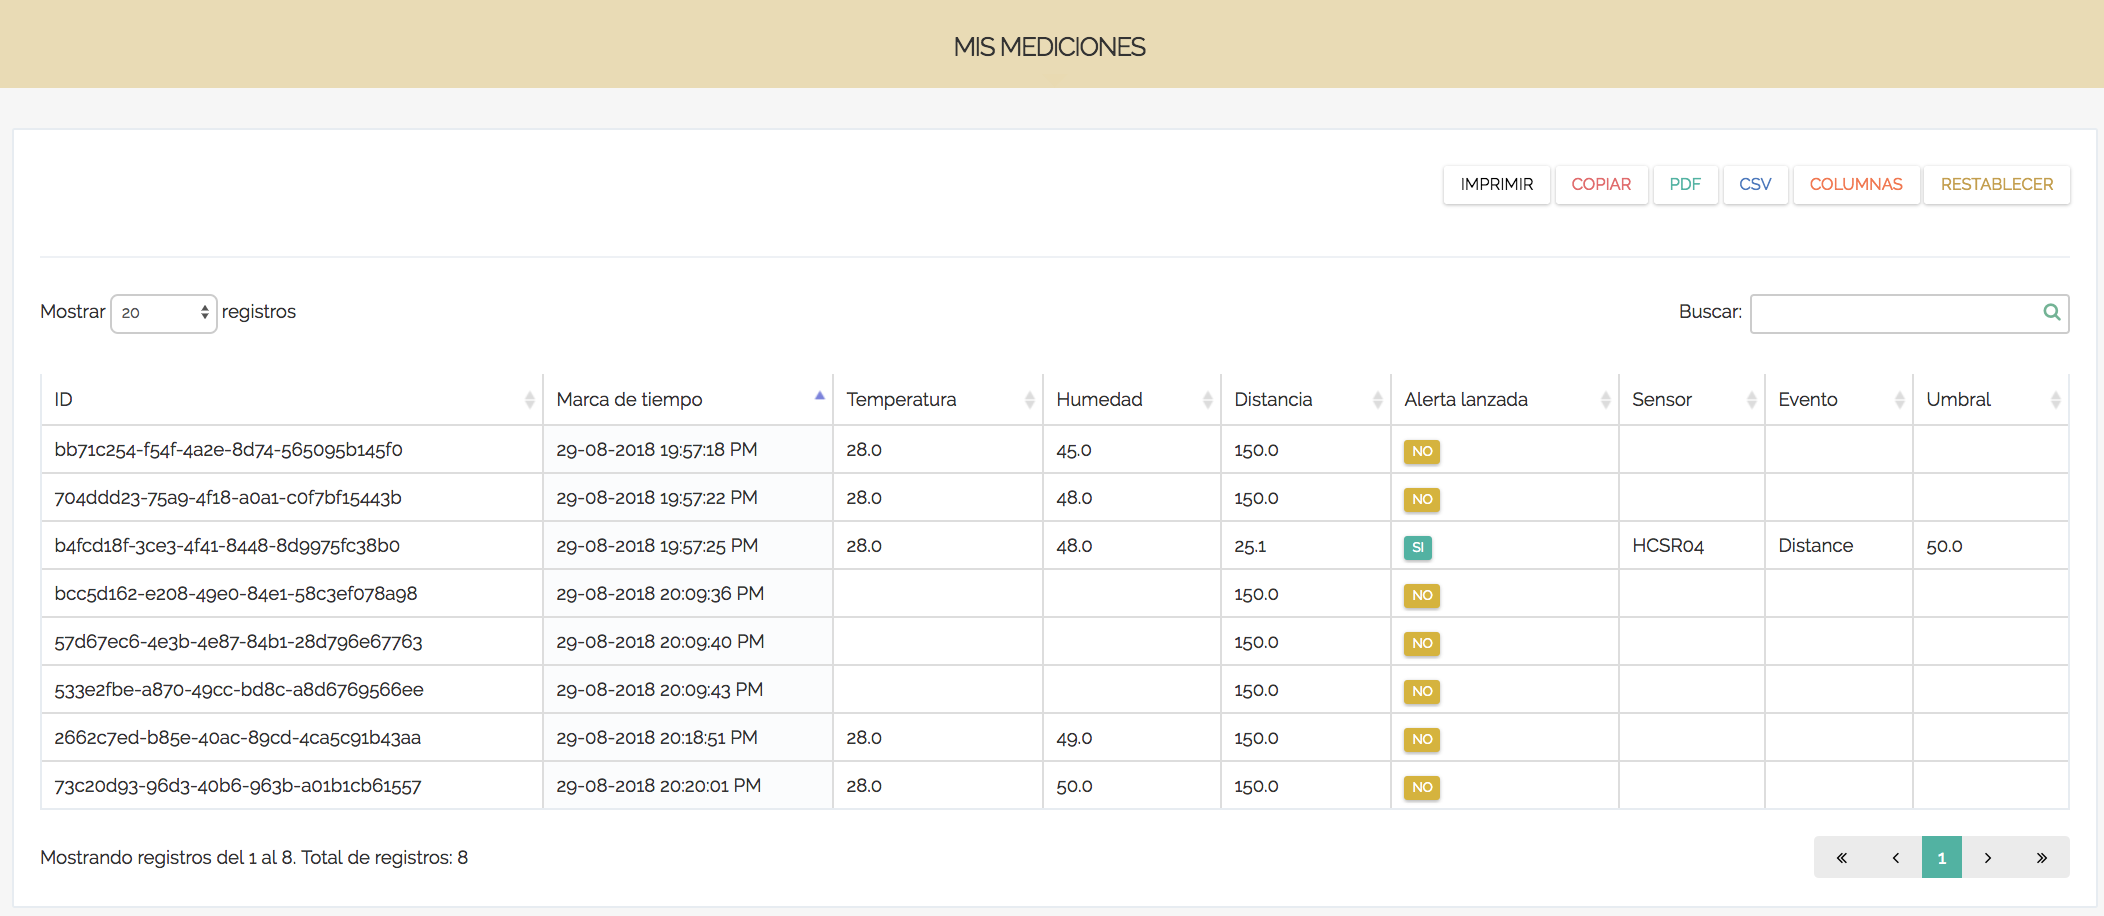 MIS MEDICIONES
IMPRIMIR COPIAR PDF CSV COLUMNAS RESTABLECER
Mostrar 20 registros Buscar:
ID Marca de tiempo Temperatura Humedad Distancia Alerta lanzada Sensor Evento Umbral
bb71c254-f54f-4a2e-8d74-565095b145f0 29-08-2018 19:57:18 PM 28.0 45.0 150.0 NO
704ddd23-75a9-4f18-a0a1-c0f7bf15443b 29-08-2018 19:57:22 PM 28.0 48.0 150.0 NO
b4fcd18f-3ce3-4f41-8448-8d9975fc38b0 29-08-2018 19:57:25 PM 28.0 48.0 25.1 SI HCSR04 Distance 50.0
bcc5d162-e208-49e0-84e1-58c3ef078a98 29-08-2018 20:09:36 PM 150.0 NO
57d67ec6-4e3b-4e87-84b1-28d796e67763 29-08-2018 20:09:40 PM 150.0 NO
533e2fbe-a870-49cc-bd8c-a8d6769566ee 29-08-2018 20:09:43 PM 150.0 NO
2662c7ed-b85e-40ac-89cd-4ca5c91b43aa 29-08-2018 20:18:51 PM 28.0 49.0 150.0 NO
73c20d93-96d3-40b6-963b-a01b1cb61557 29-08-2018 20:20:01 PM 28.0 50.0 150.0 NO
Mostrando registros del 1 al 8. Total de registros: 8 « ‹ 1 › »